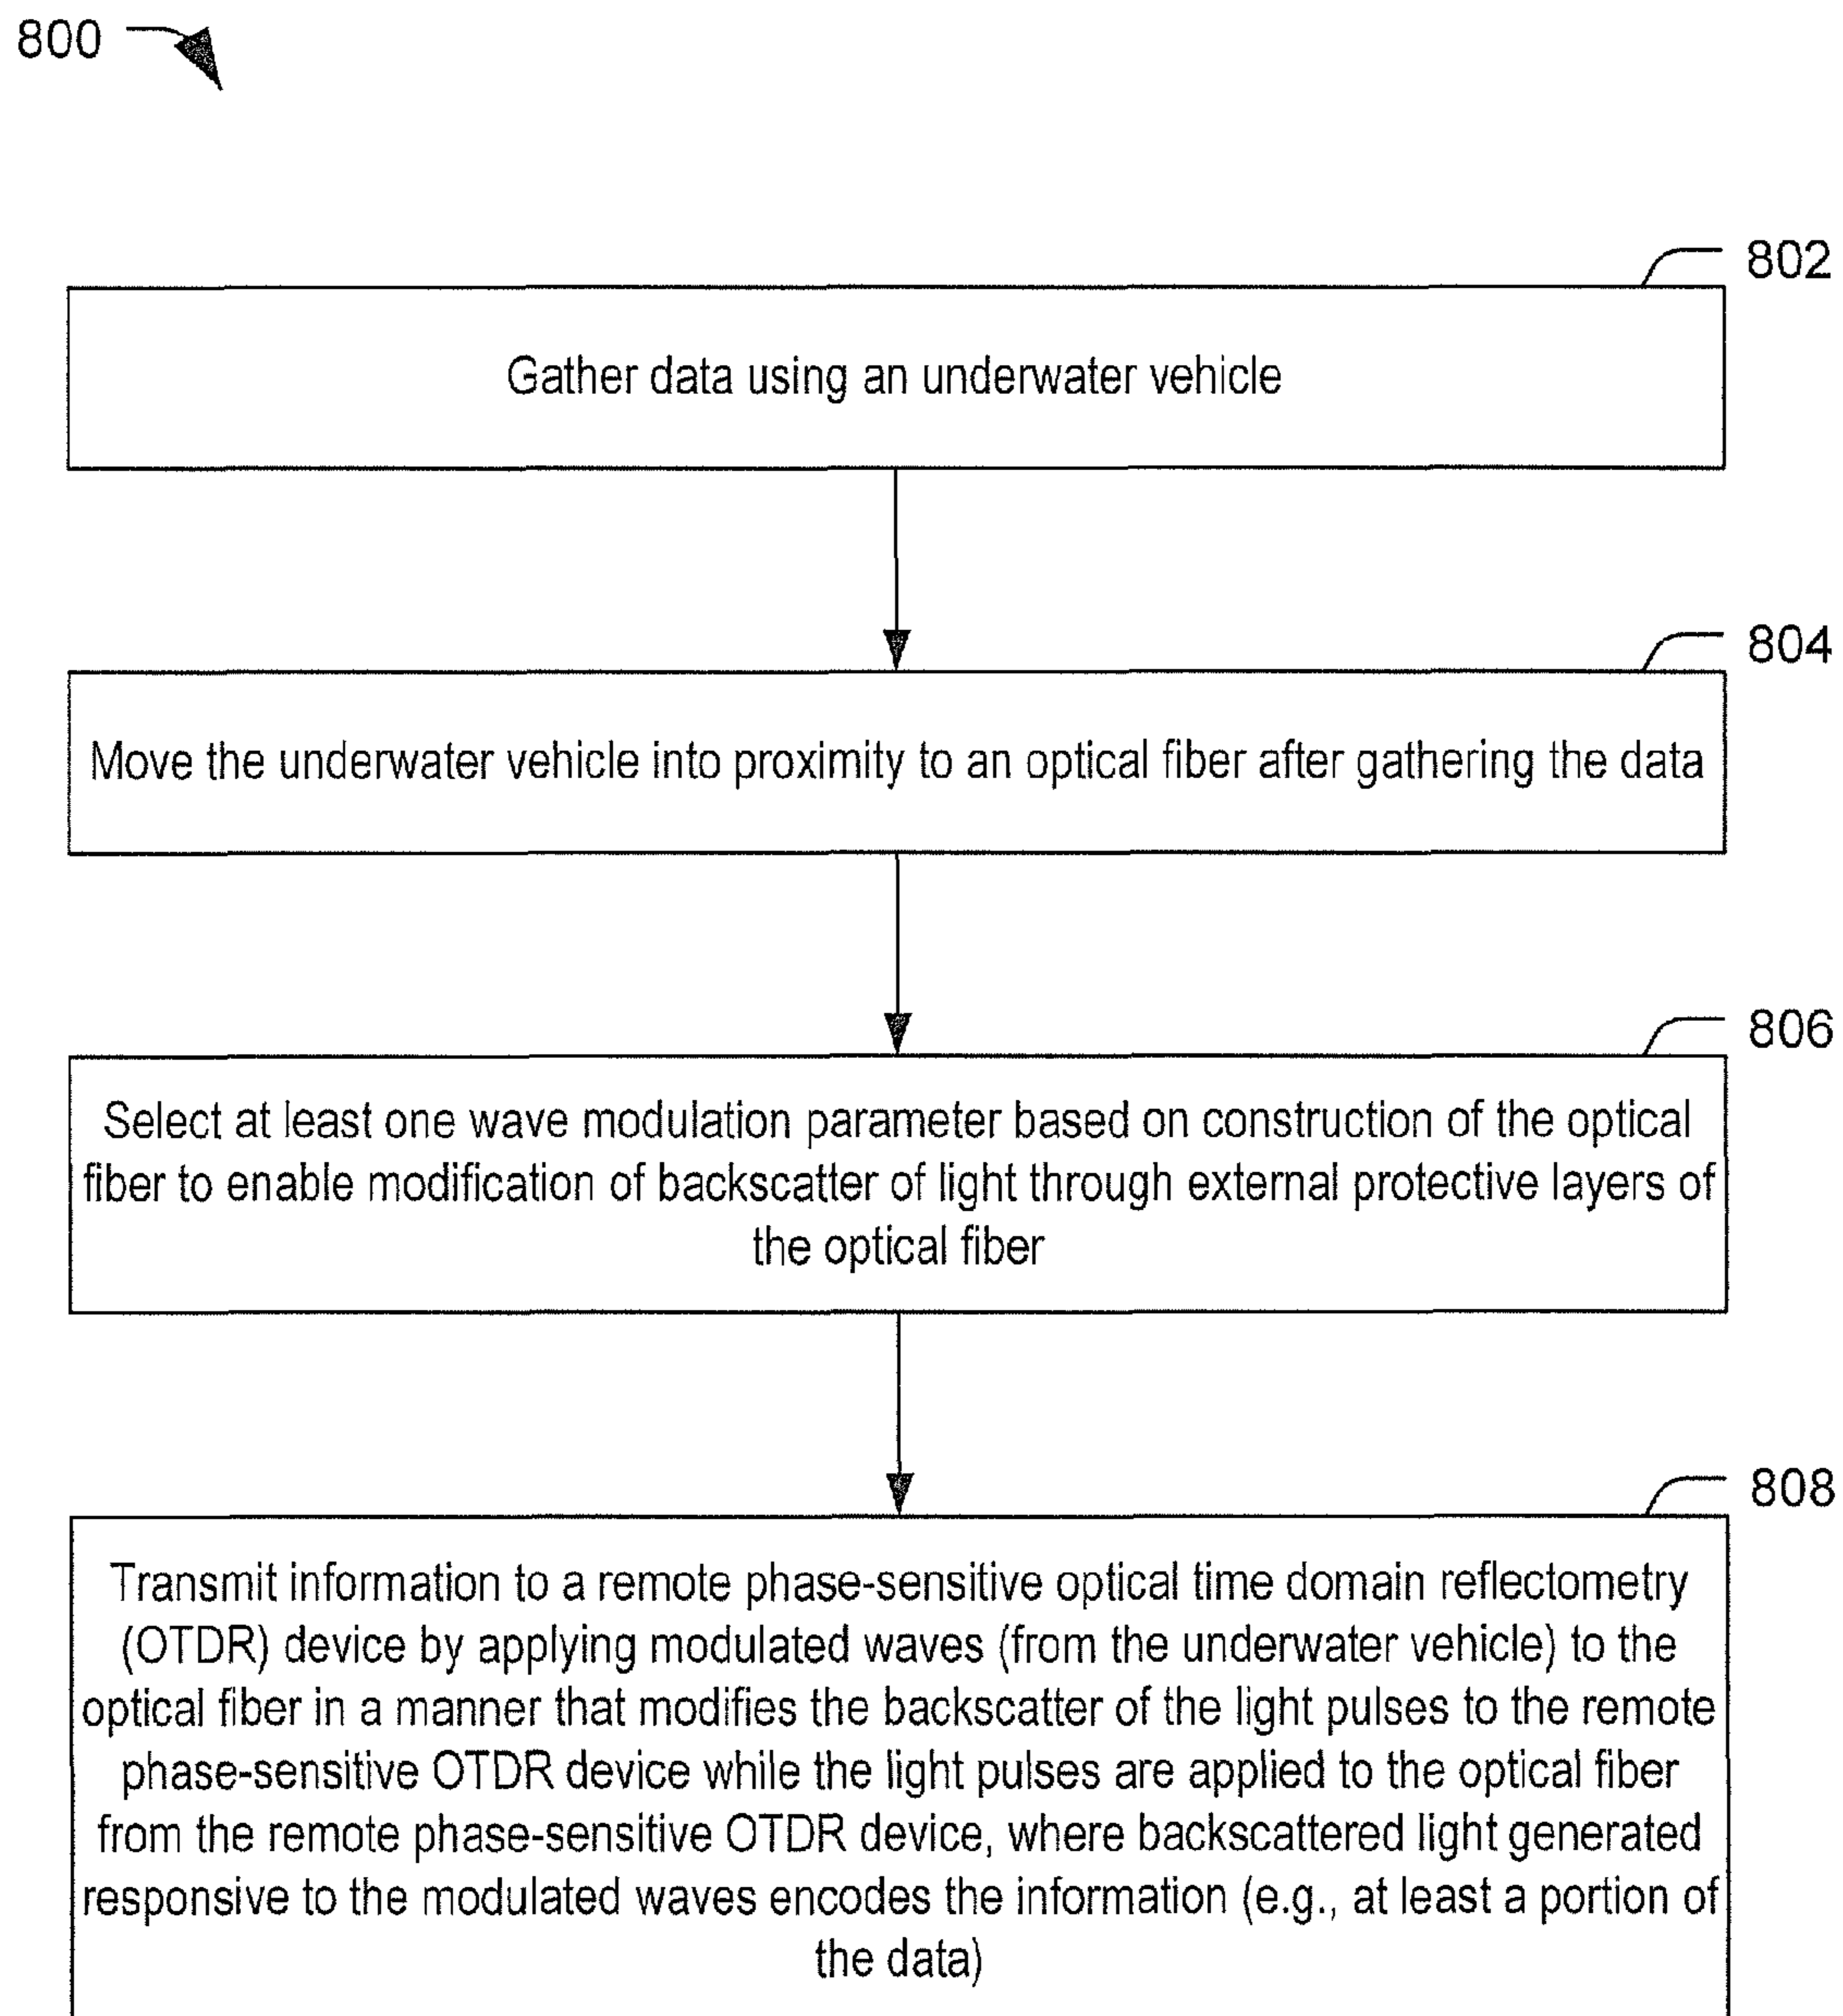 800
802
Gather data using an underwater vehicle
804
Move the underwater vehicle into proximity to an optical fiber after gathering the data
806
Select at least one wave modulation parameter based on construction of the optical
fiber to enable modification of backscatter of light through external protective layers of
the optical fiber
808
Transmit information to a remote phase-sensitive optical time domain reflectometry
(OTDR) device by applying modulated waves (from the underwater vehicle) to the
optical fiber in a manner that modifies the backscatter of the light pulses to the remote
phase-sensitive OTDR device while the light pulses are applied to the optical fiber
from the remote phase-sensitive OTDR device, where backscattered light generated
responsive to the modulated waves encodes the information (e.g., at least a portion of
the data)